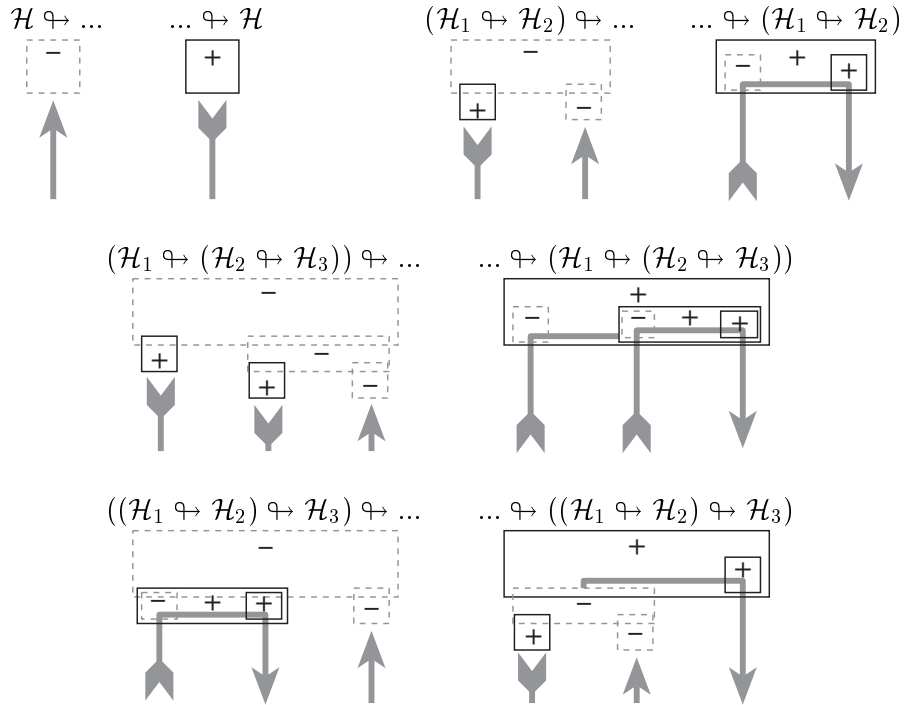 ℋ ↬ ... ... ↬ ℋ (ℋ₁ ↬ ℋ₂) ↬ ... ... ↬ (ℋ₁ ↬ ℋ₂)
− + − − + +
+ −
(ℋ₁ ↬ (ℋ₂ ↬ ℋ₃)) ↬ ... ... ↬ (ℋ₁ ↬ (ℋ₂ ↬ ℋ₃))
− +
− − + +
+ −
+ −
((ℋ₁ ↬ ℋ₂) ↬ ℋ₃) ↬ ... ... ↬ ((ℋ₁ ↬ ℋ₂) ↬ ℋ₃)
− +
+
− + + − −
+ −